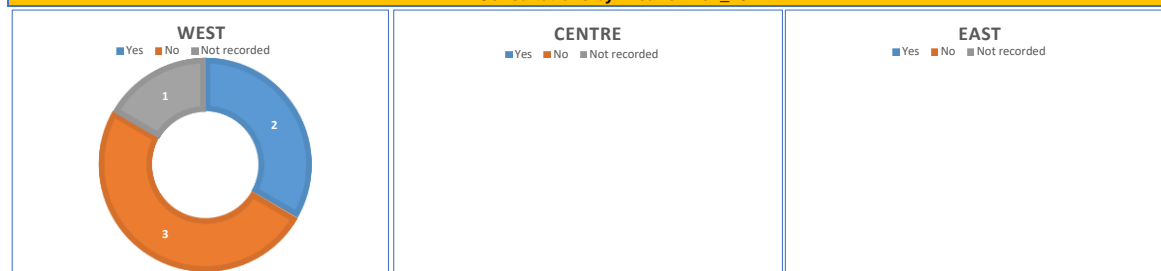 WEST
Yes No Not recorded
1
2
3
CENTRE
Yes No Not recorded
EAST
Yes No Not recorded